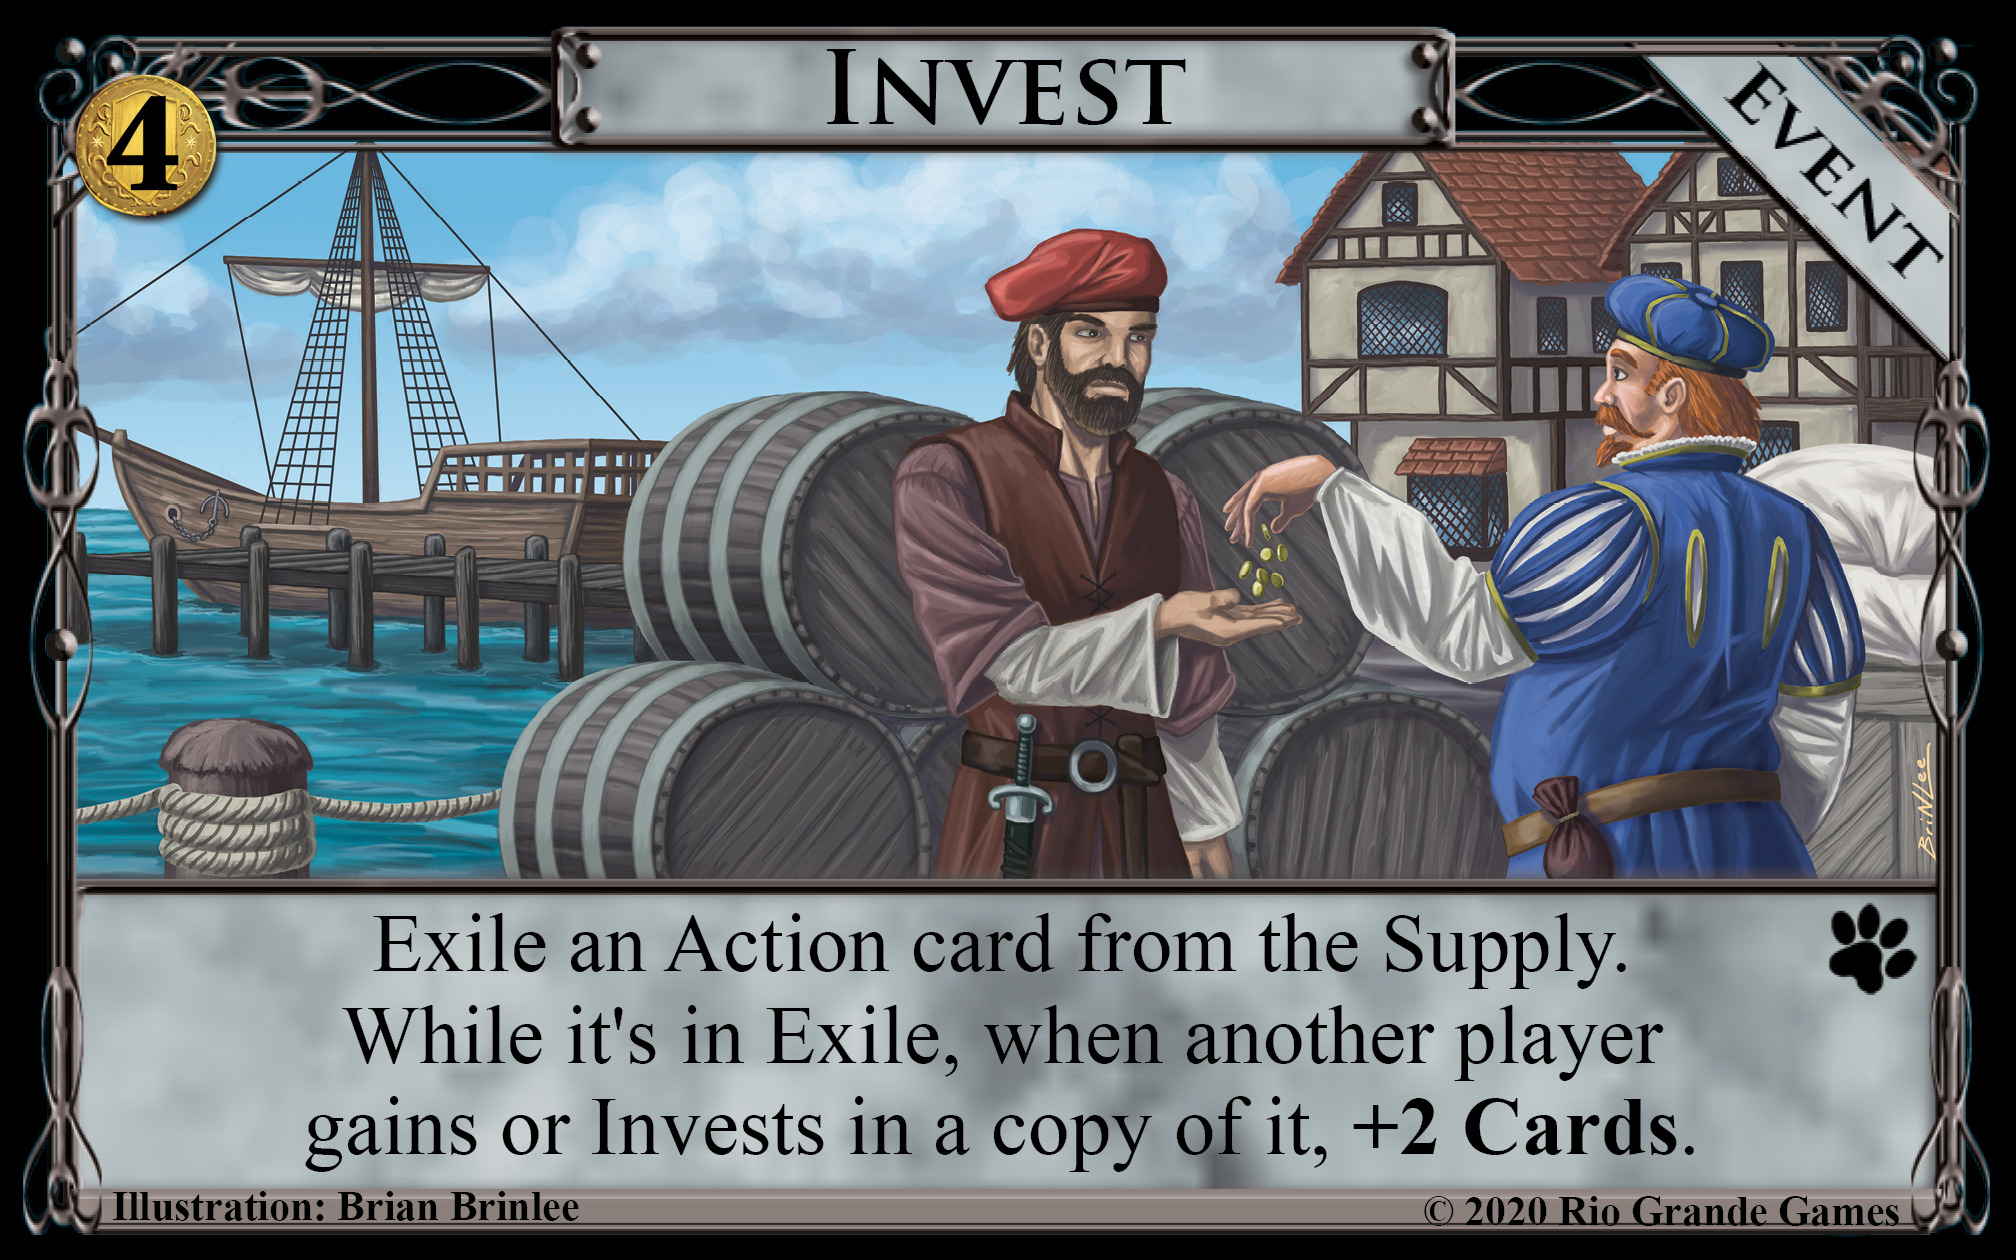 Invest
4
Event
BriNLee
Exile an Action card from the Supply.
While it's in Exile, when another player
gains or Invests in a copy of it, +2 Cards.
Illustration: Brian Brinlee
© 2020 Rio Grande Games